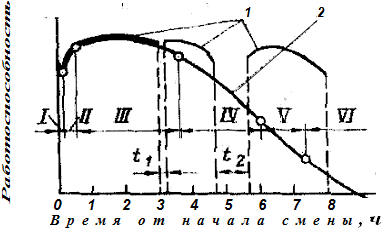 Работоспособность
1 2
I II III IV V VI
t1 t2
0 1 2 3 4 5 6 7 8
Время от начала смены, ч